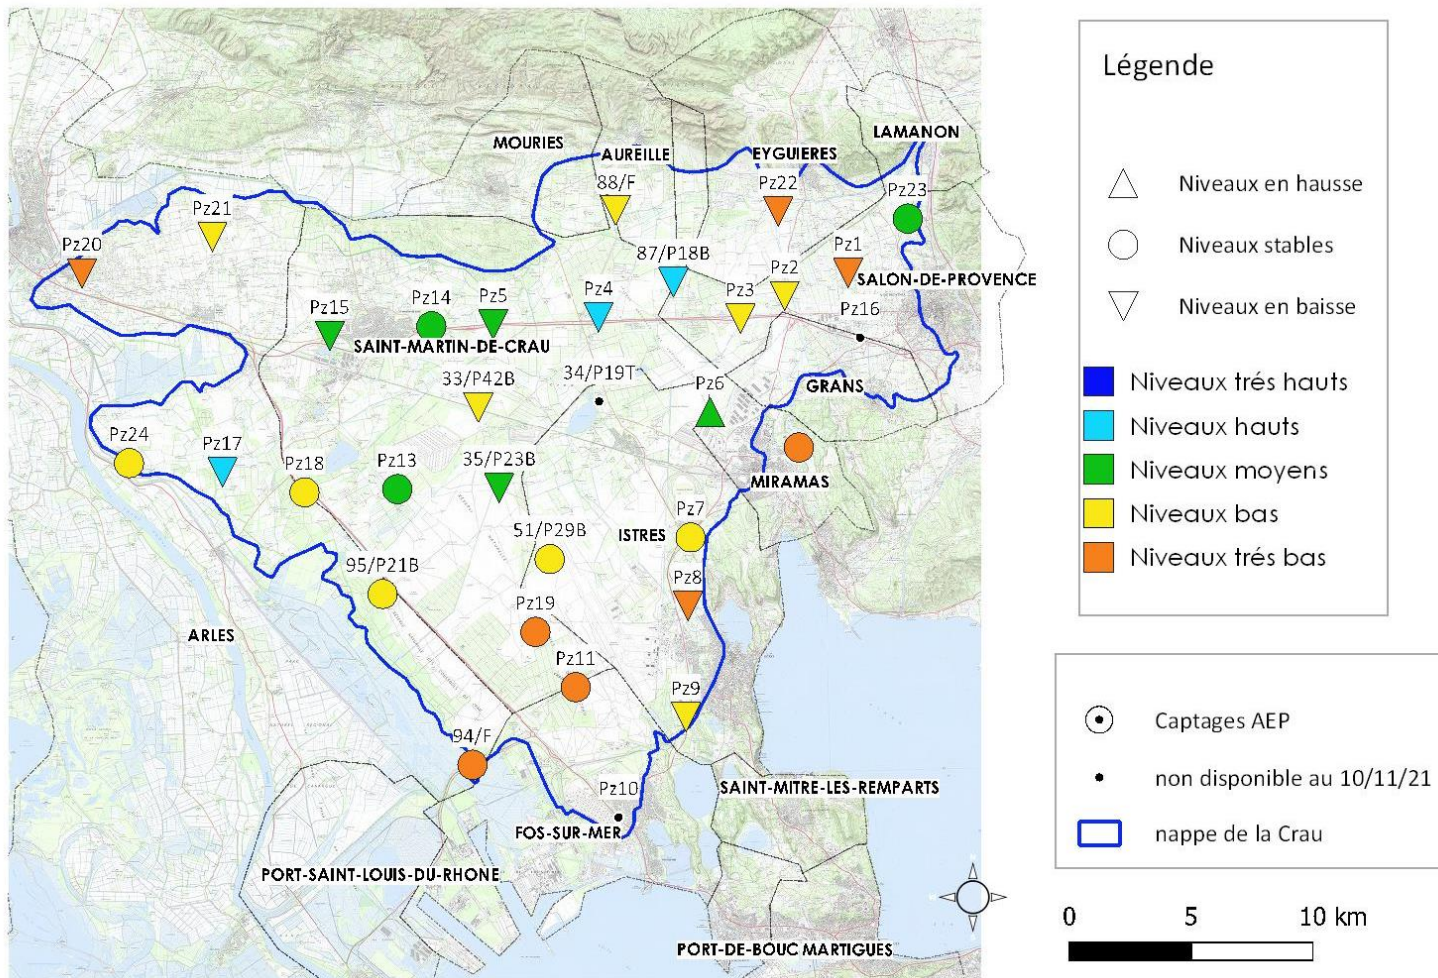 LAMANON
MOURIES
AUREILLE
EYGUIERES
88/F
Pz22
Pz23
Pz21
Pz20
87/P18B
Pz1
Pz2
SALON-DE-PROVENCE
Pz15
Pz14
Pz5
Pz4
Pz3
Pz16
SAINT-MARTIN-DE-CRAU
33/P42B
34/P19T
Pz6
GRANS
Pz24
Pz17
Pz18
Pz13
35/P23B
MIRAMAS
51/P29B
ISTRES
Pz7
95/P21B
Pz8
ARLES
Pz19
Pz11
Pz9
94/F
Pz10
SAINT-MITRE-LES-REMPARTS
FOS-SUR-MER
PORT-SAINT-LOUIS-DU-RHONE
PORT-DE-BOUC MARTIGUES
Légende
Niveaux en hausse
Niveaux stables
Niveaux en baisse
Niveaux trés hauts
Niveaux hauts
Niveaux moyens
Niveaux bas
Niveaux trés bas
Captages AEP
non disponible au 10/11/21
nappe de la Crau
0 5 10 km